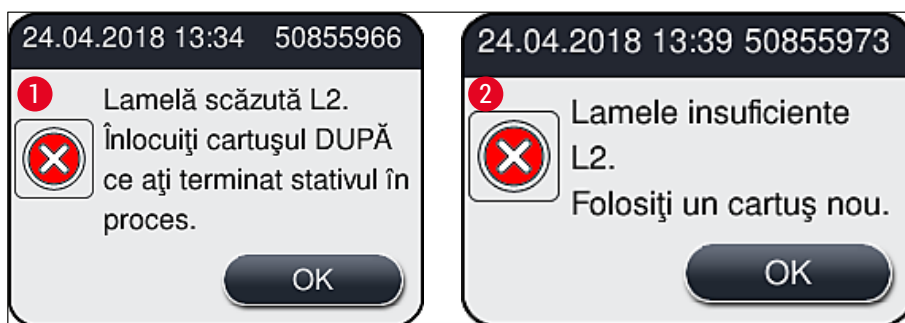 24.04.2018 13:34 50855966
1
Lamelă scăzută L2.
Înlocuiţi cartuşul DUPĂ
ce aţi terminat stativul în
proces.
OK
24.04.2018 13:39 50855973
2
Lamele insuficiente
L2.
Folosiţi un cartuş nou.
OK